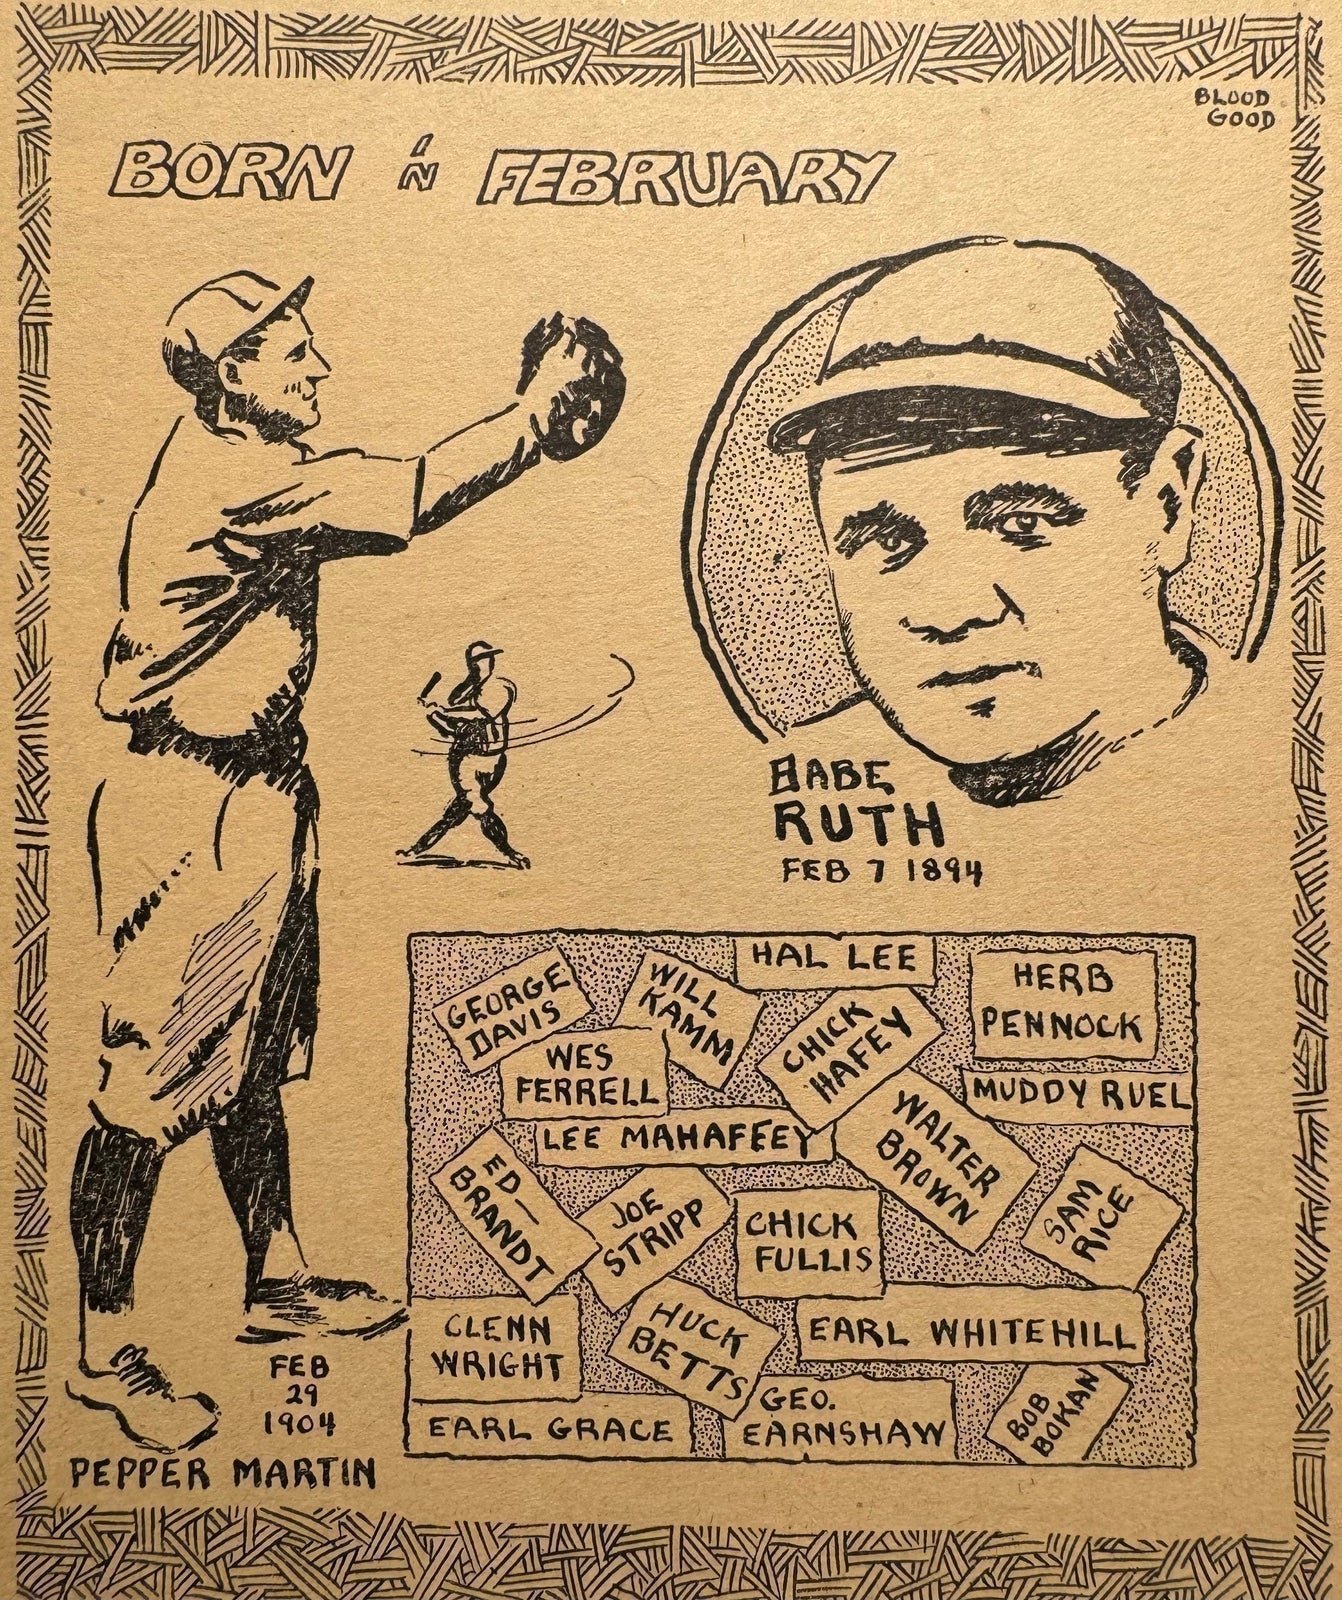 BLOOD
GOOD
BORN IN FEBRUARY
BABE
RUTH
FEB 7 1894
HAL LEE
GEORGE
DAVIS
WILL
KAMM
HERB
PENNOCK
CHICK
HAFEY
WES
FERRELL
MUDDY RUEL
LEE MAHAFEEY
WALTER
BROWN
ED-
BRANDT
JOE
STRIPP
CHICK
FULLIS
SAM
RICE
GLENN
WRIGHT
HUCK
BETTS
EARL WHITEHILL
EARL GRACE
GEO.
EARNSHAW
BOB
BOKAN
FEB
29
1904
PEPPER MARTIN